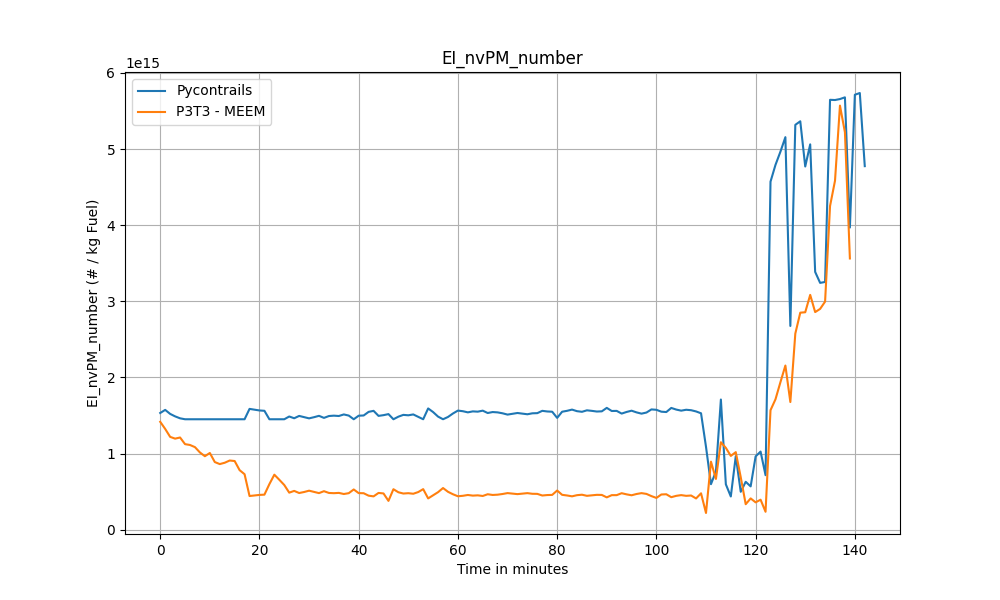 EI_nvPM_number
1e15
Pycontrails
P3T3 - MEEM
6
5
4
3
2
1
0
EI_nvPM_number (# / kg Fuel)
0 20 40 60 80 100 120 140
Time in minutes